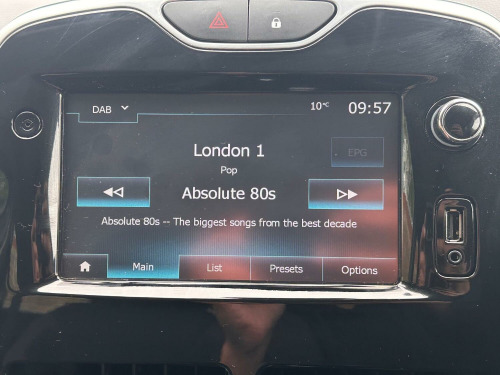 DAB 10°C 09:57
London 1
EPG
Pop
Absolute 80s
Absolute 80s -- The biggest songs from the best decade
Main List Presets Options